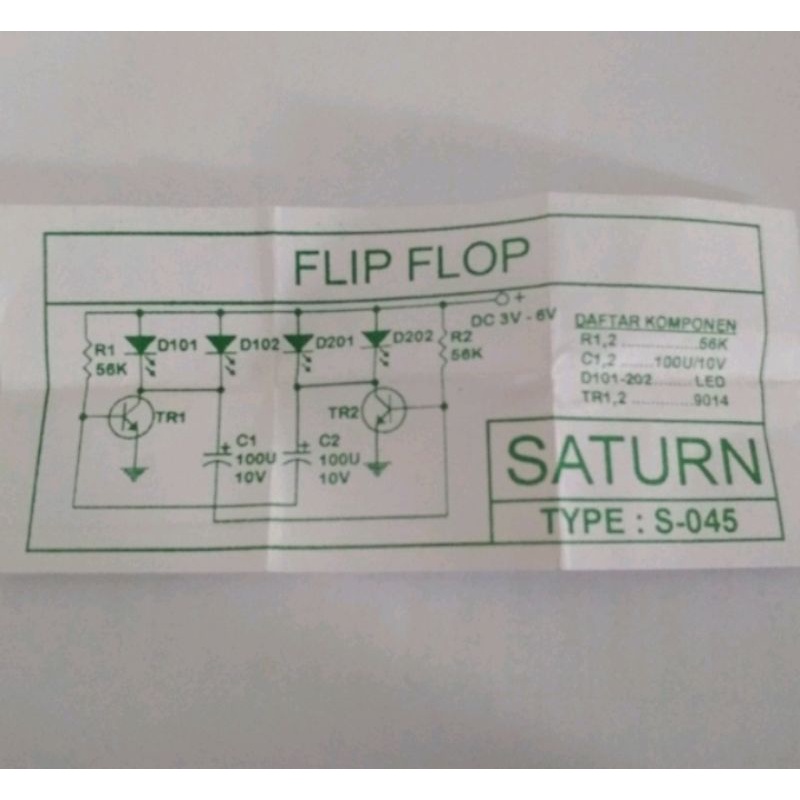 FLIP FLOP
+
DC 3V - 6V
R1
56K
D101
D102
D201
D202
R2
56K
TR1
TR2
+ C1
100U
10V
+ C2
100U
10V
DAFTAR KOMPONEN
R1,2 ..............56K
C1,2 .......100U/10V
D101-202.........LED
TR1,2 ............9014
SATURN
TYPE : S-045